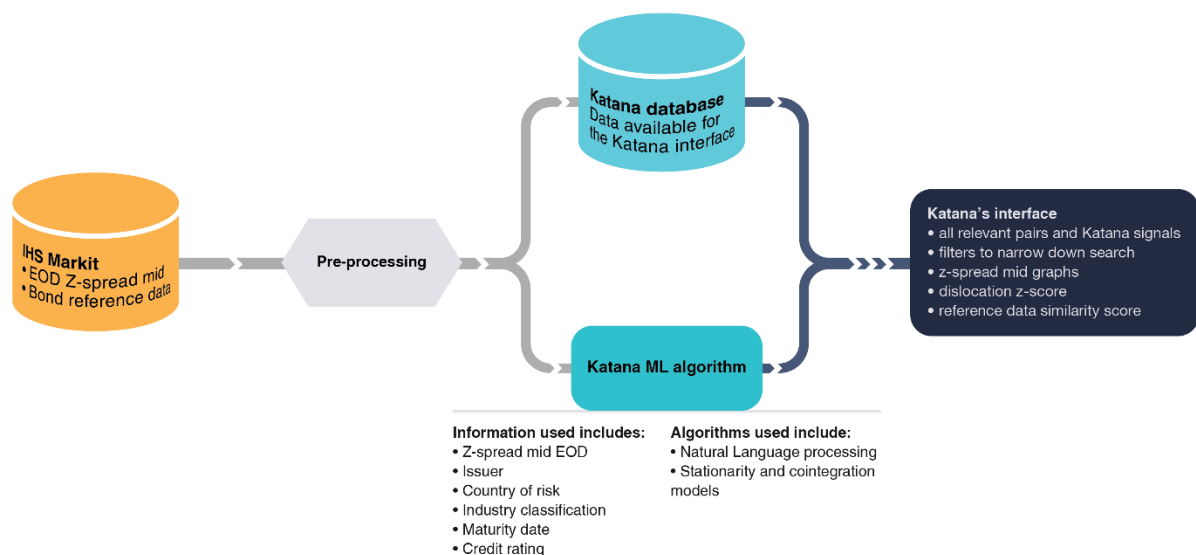 IHS Markit
• EOD Z-spread mid
• Bond reference data
Pre-processing
Katana database
Data available for
the Katana interface
Katana ML algorithm
Information used includes:
• Z-spread mid EOD
• Issuer
• Country of risk
• Industry classification
• Maturity date
• Credit rating
Algorithms used include:
• Natural Language processing
• Stationarity and cointegration
models
Katana's interface
• all relevant pairs and Katana signals
• filters to narrow down search
• z-spread mid graphs
• dislocation z-score
• reference data similarity score